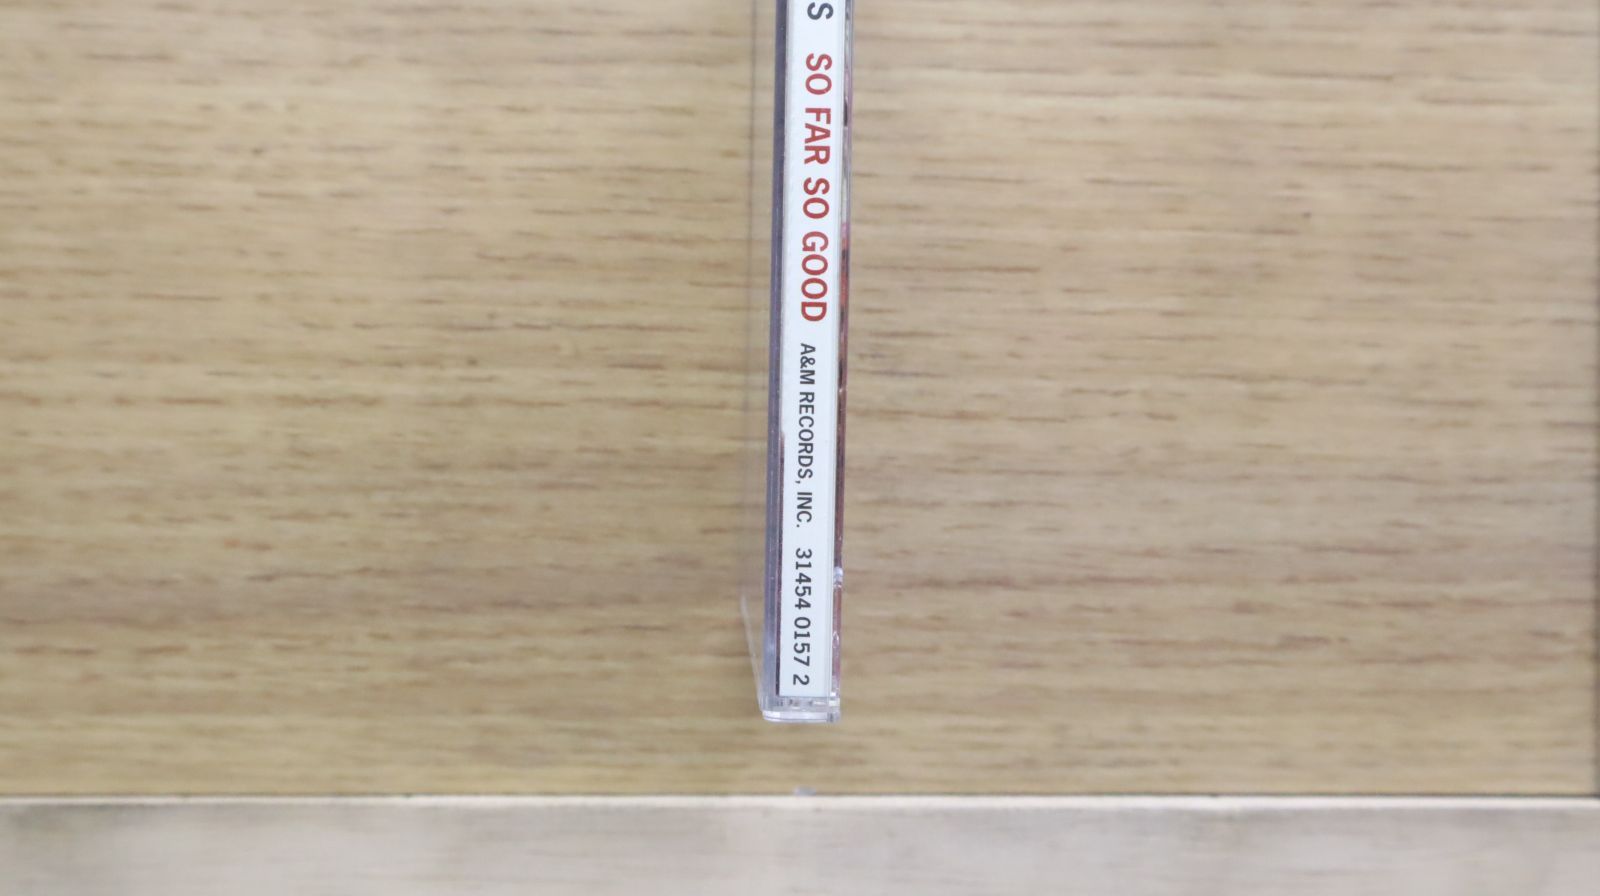 S SO FAR SO GOOD A&M RECORDS, INC. 31454 0157 2